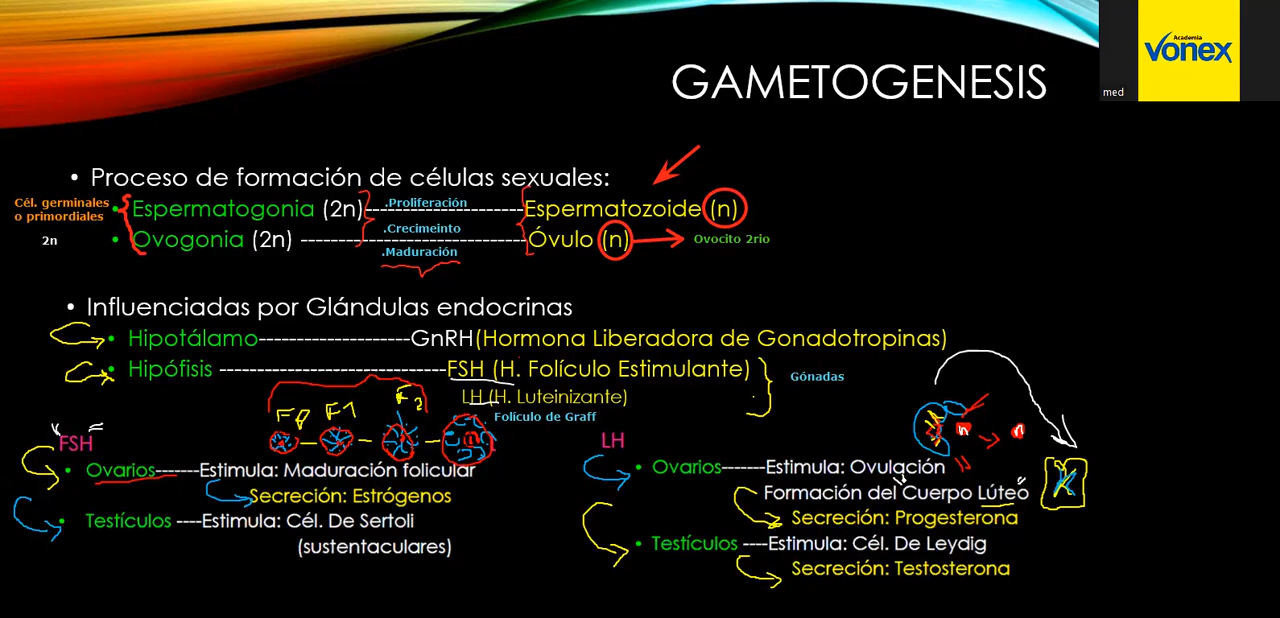 Academia
vonex
med
GAMETOGENESIS
• Proceso de formación de células sexuales:
Cél. germinales
o primordiales
2n
• Espermatogonia (2n)-----------------------Espermatozoide (n)
• Ovogonia (2n) --------------------------------Óvulo (n)
.Proliferación
.Crecimeinto
.Maduración
Ovocito 2rio
• Influenciadas por Glándulas endocrinas
• Hipotálamo---------------------GnRH(Hormona Liberadora de Gonadotropinas)
• Hipófisis --------------------------------FSH (H. Folículo Estimulante)
LH (H. Luteinizante)
Gónadas
Folículo de Graff
F1
F2
FSH
• Ovarios-------Estimula: Maduración folicular
Secreción: Estrógenos
• Testículos ----Estimula: Cél. De Sertoli
(sustentaculares)
LH
n
n
• Ovarios-------Estimula: Ovulación
Formación del Cuerpo Lúteo
Secreción: Progesterona
• Testículos ----Estimula: Cél. De Leydig
Secreción: Testosterona